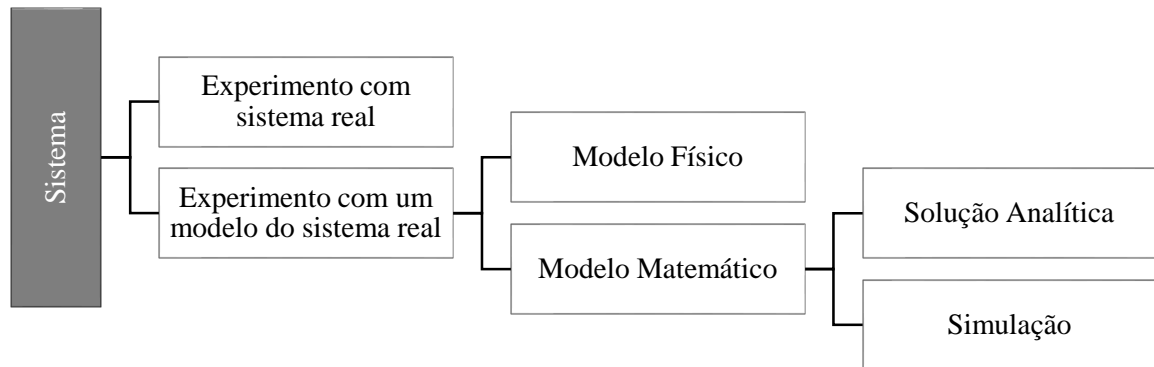 Sistema
Experimento com
sistema real
Experimento com um
modelo do sistema real
Modelo Físico
Modelo Matemático
Solução Analítica
Simulação